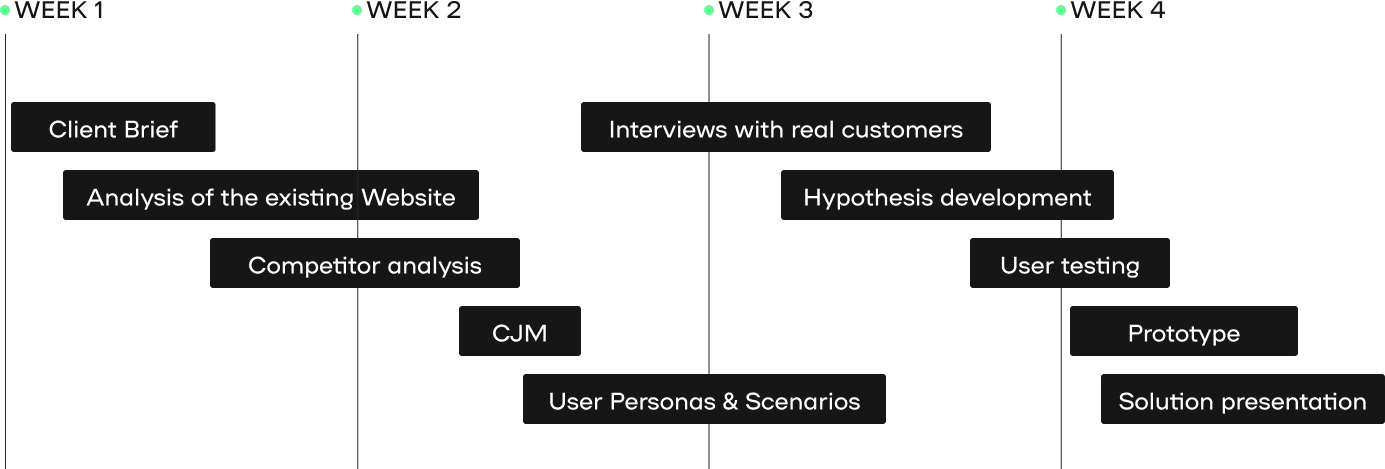 WEEK 1
WEEK 2
WEEK 3
WEEK 4
Client Brief
Interviews with real customers
Analysis of the existing Website
Hypothesis development
Competitor analysis
User testing
CJM
Prototype
User Personas & Scenarios
Solution presentation